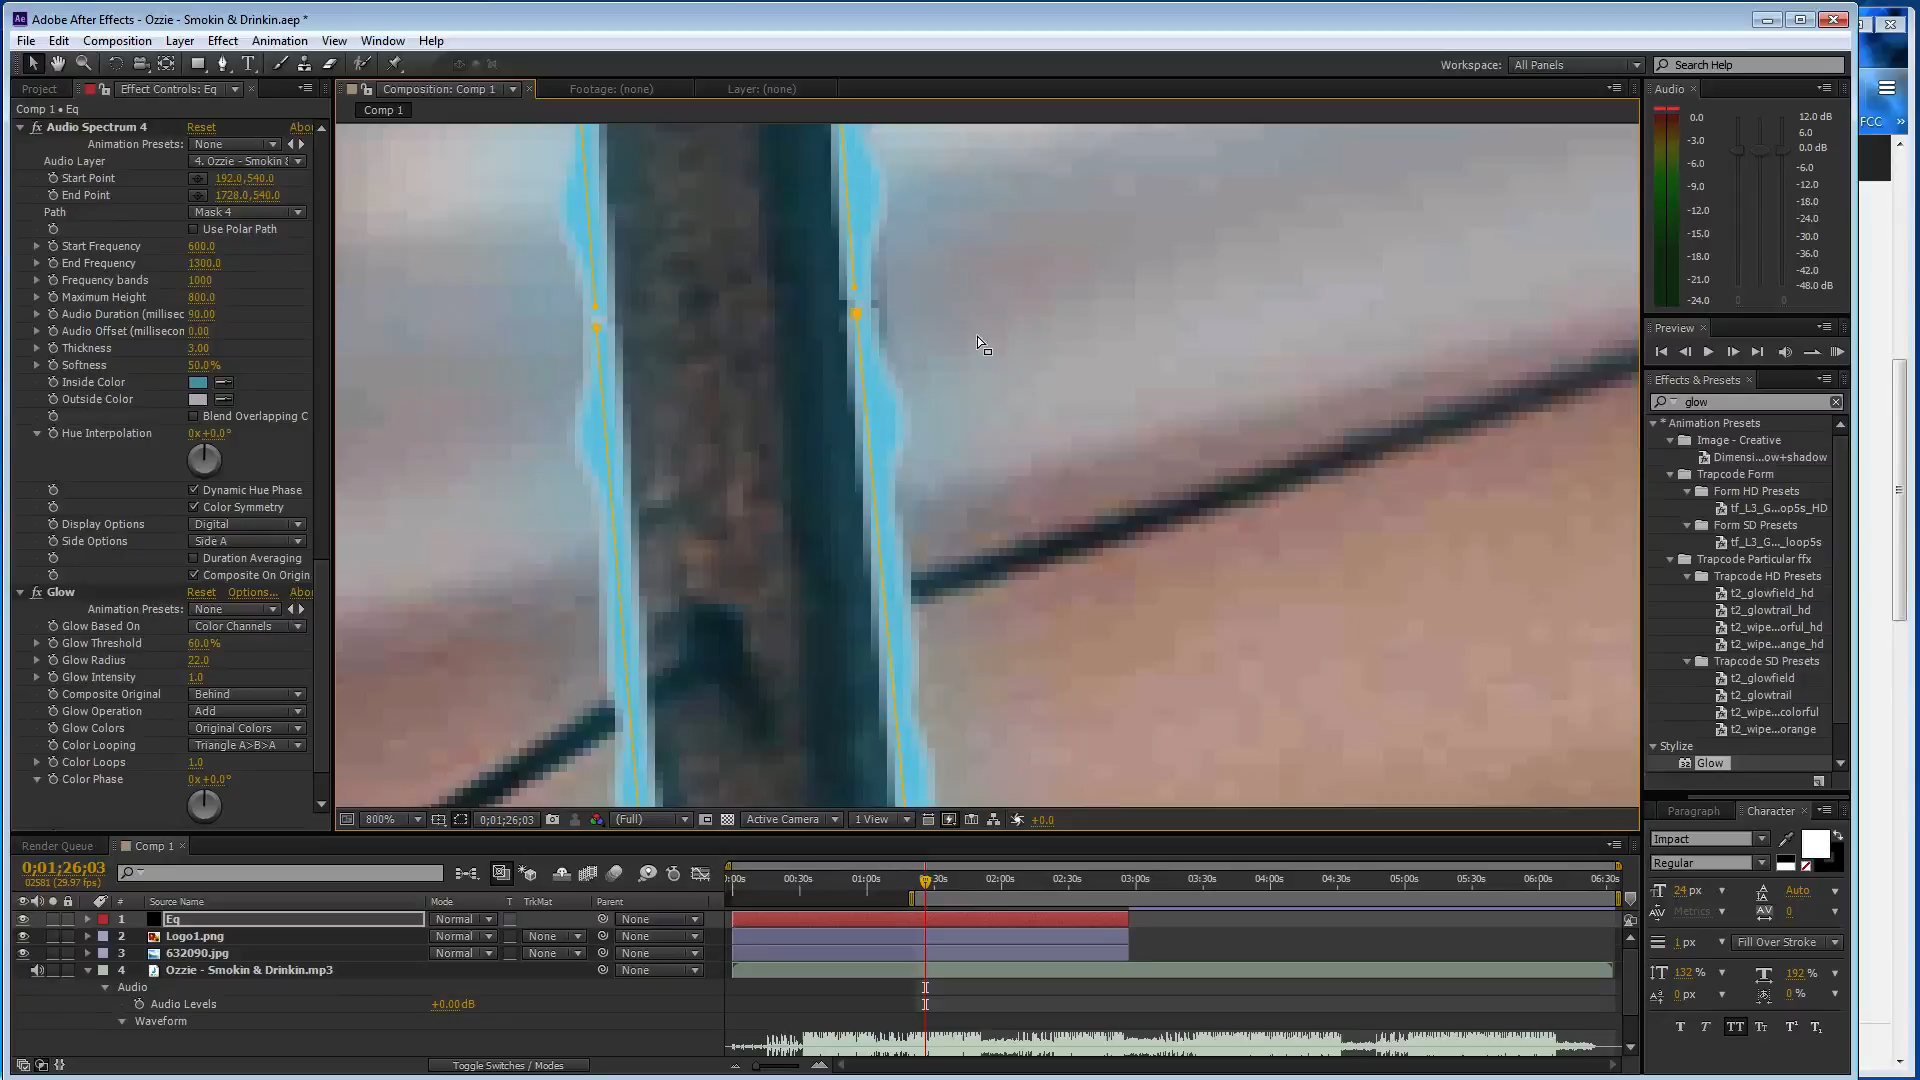 Adobe After Effects - Ozzie - Smokin & Drinkin.aep *
File Edit Composition Layer Effect Animation View Window Help
Workspace: All Panels Search Help
Project Effect Controls: Eq Composition: Comp 1 Footage: (none) Layer: (none) Audio
Comp 1 • Eq
Comp 1
Audio Spectrum 4 Reset Abo
Animation Presets: None
Audio Layer 4. Ozzie - Smokin &
Start Point 192.0,540.0
End Point 1728.0,540.0
Path Mask 4
Use Polar Path
Start Frequency 600.0
End Frequency 1300.0
Frequency bands 1000
Maximum Height 800.0
Audio Duration (millisec 90.00
Audio Offset (millisecon 0.00
Thickness 3.00
Softness 50.0%
Inside Color
Outside Color
Blend Overlapping C
Hue Interpolation 0x+0.0°
Dynamic Hue Phase
Color Symmetry
Display Options Digital
Side Options Side A
Duration Averaging
Composite On Origin
Glow Reset Options... Abo
Animation Presets: None
Glow Based On Color Channels
Glow Threshold 60.0%
Glow Radius 22.0
Glow Intensity 1.0
Composite Original Behind
Glow Operation Add
Glow Colors Original Colors
Color Looping Triangle A>B>A
Color Loops 1.0
Color Phase 0x+0.0°
800% 0;01;26;03 (Full) Active Camera 1 View +0.0
0.0
-3.0
-6.0
-9.0
-12.0
-15.0
-18.0
-21.0
-24.0
12.0 dB
6.0
0.0 dB
-6.0
-12.0
-18.0
-24.0
-30.0
-36.0
-42.0
-48.0 dB
0 0
FCC »
Preview
Effects & Presets
glow
* Animation Presets
Image - Creative
Dimensi...ow+shadow
Trapcode Form
Form HD Presets
tf_L3_G...op5s_HD
Form SD Presets
tf_L3_G..._loop5s
Trapcode Particular ffx
Trapcode HD Presets
t2_glowfield_hd
t2_glowtrail_hd
t2_wipe...orful_hd
t2_wipe...ange_hd
Trapcode SD Presets
t2_glowfield
t2_glowtrail
t2_wipe...colorful
t2_wipe...orange
Stylize
Glow
Paragraph Character
Impact
Regular
24 px Auto
Metrics 0
1 px Fill Over Stroke
132 % 192 %
0 px 0 %
T T TT Tt T¹ T₁
Render Queue Comp 1
0;01;26;03
02581 (29.97 fps)
# Source Name Mode T TrkMat Parent
1 Eq Normal None
2 Logo1.png Normal None None
3 632090.jpg Normal None None
4 Ozzie - Smokin & Drinkin.mp3 None
Audio
Audio Levels +0.00 dB
Waveform
Toggle Switches / Modes
):00s 00:30s 01:00s 30s 02:00s 02:30s 03:00s 03:30s 04:00s 04:30s 05:00s 05:30s 06:00s 06:30s